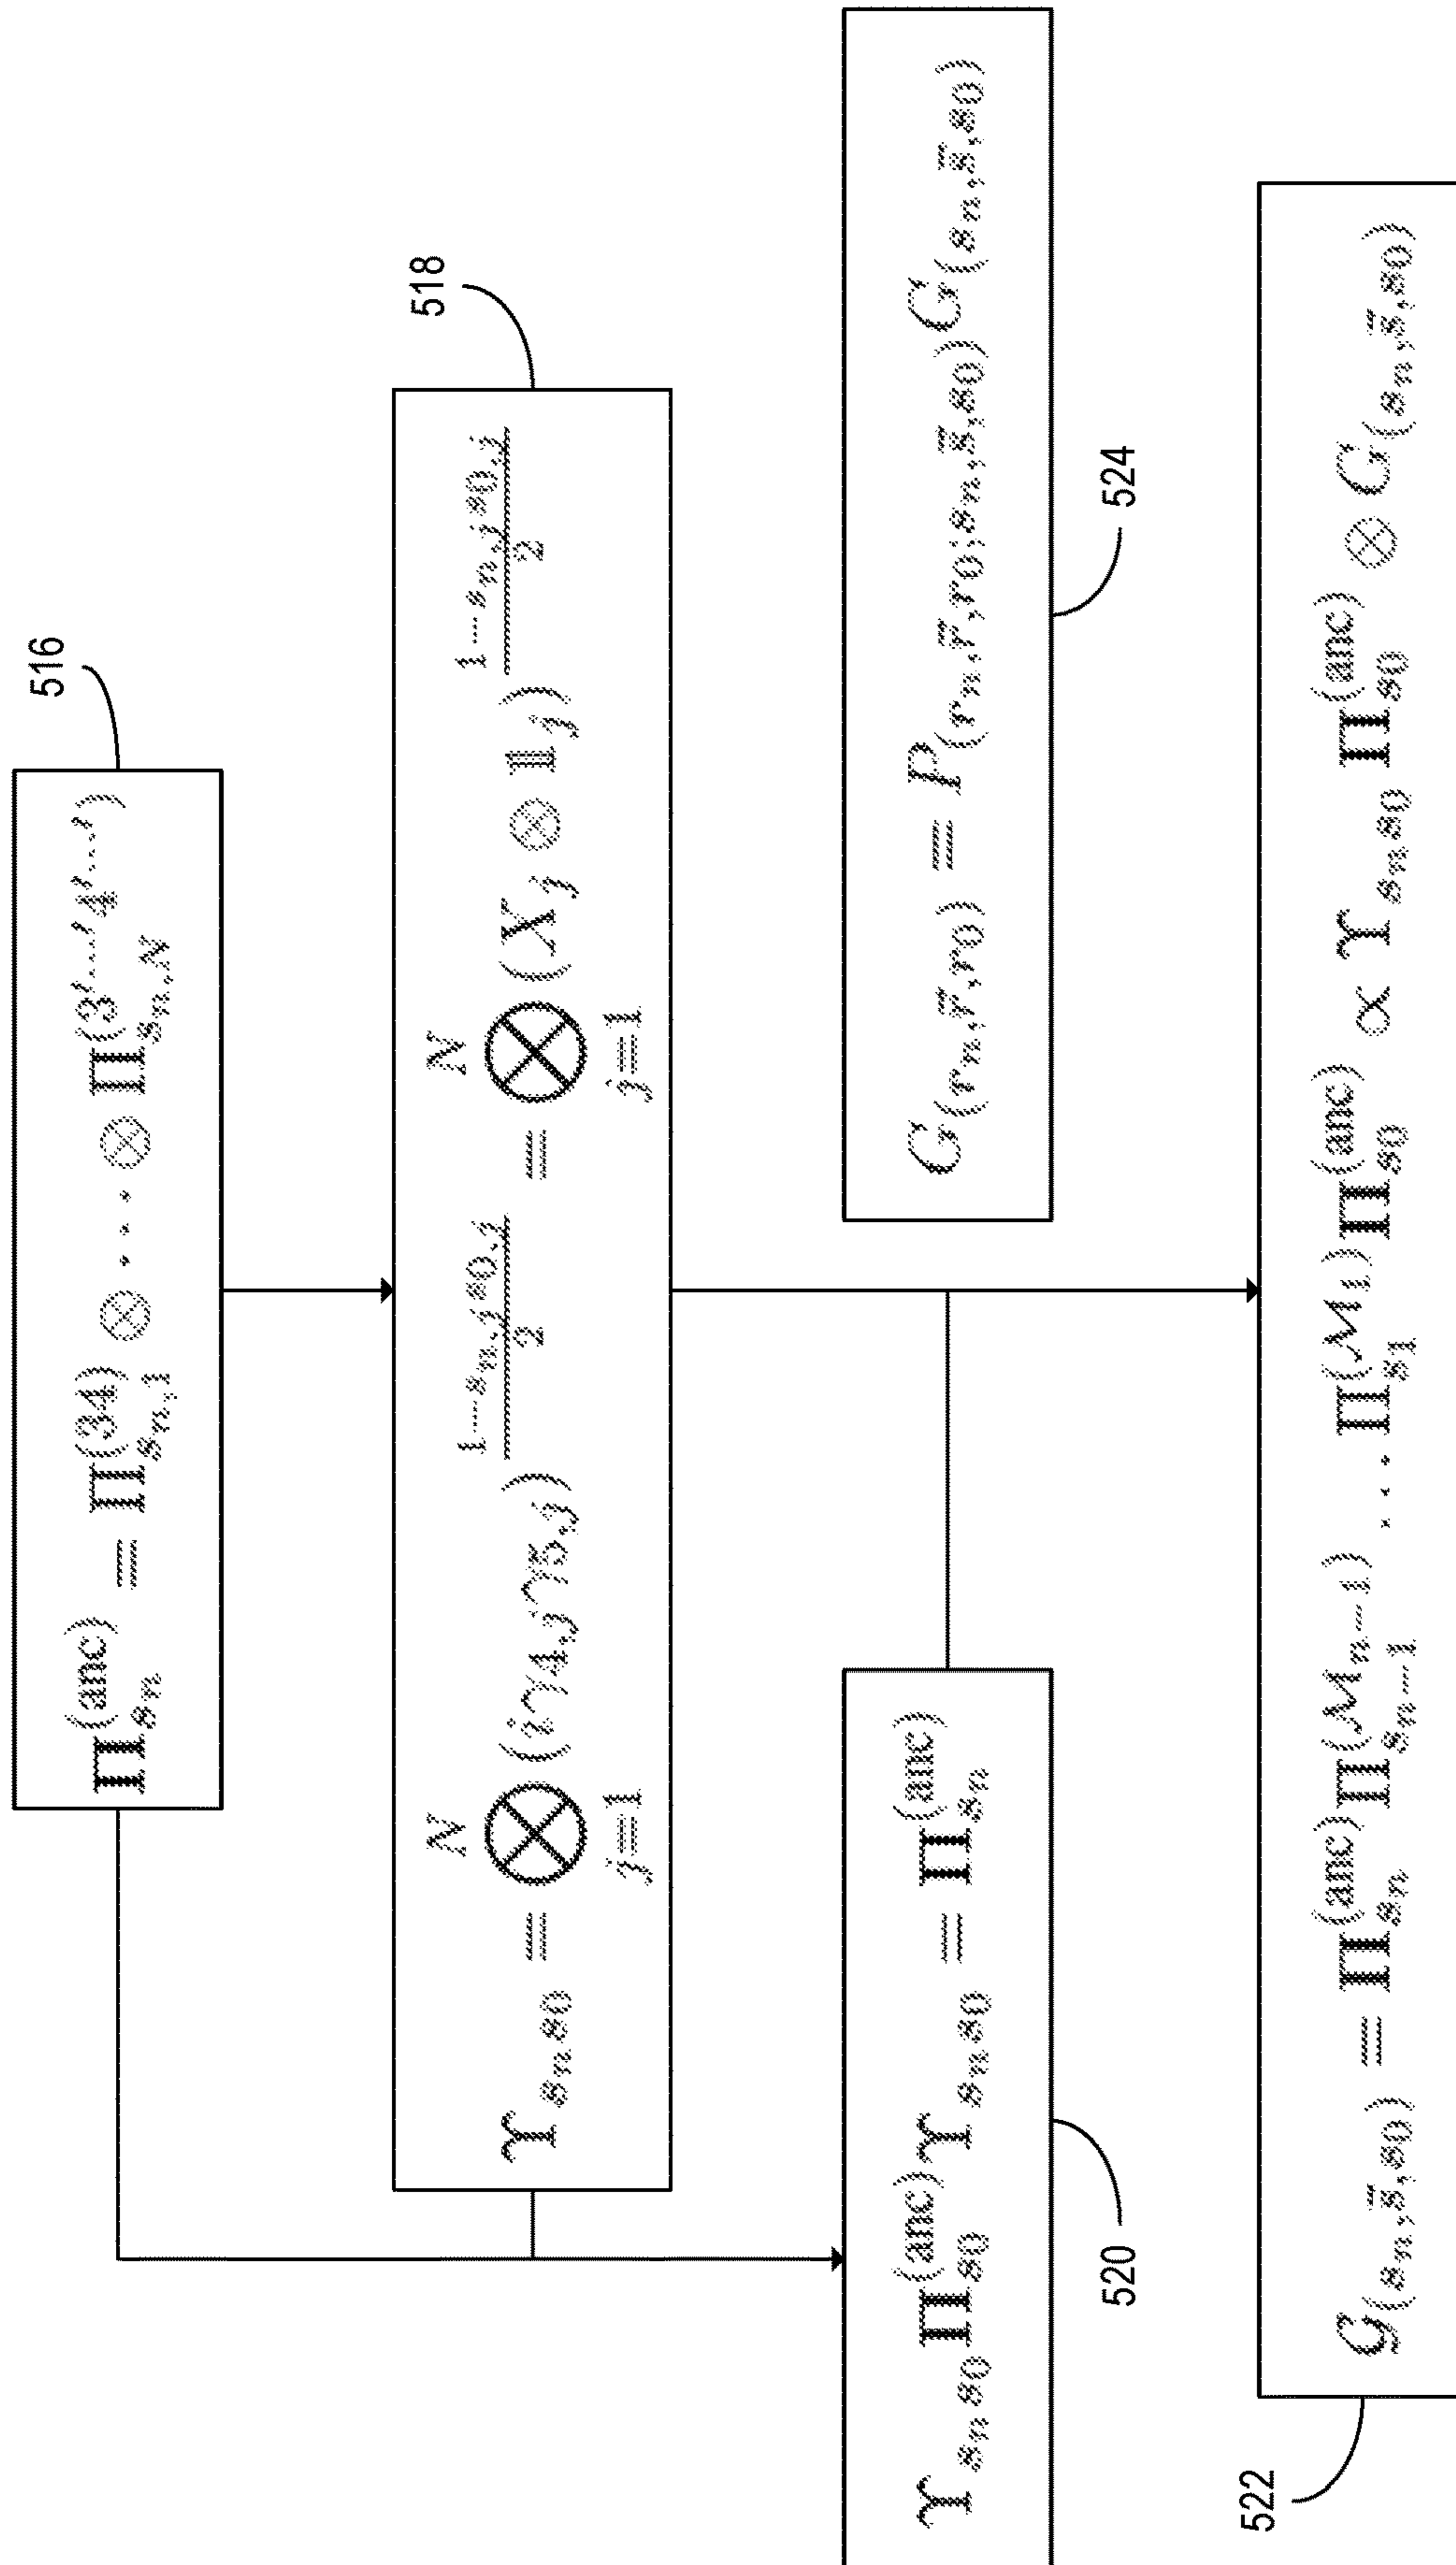 516
𝚷_{s_n}^{(anc)} = 𝚷_{s_{n,1}}^{(34)} ⊗ ··· ⊗ 𝚷_{s_{n,N}}^{(3'···'4'···')}
518
ϒ_{s_n s_0} = ⨂_{j=1}^{N} (iγ_{4,j}γ_{5,j})^{\frac{1-s_{n,j}s_{0,j}}{2}} = ⨂_{j=1}^{N} (X_j ⊗ 𝟙_j)^{\frac{1-s_{n,j}s_{0,j}}{2}}
ϒ_{s_n s_0} 𝚷_{s_0}^{(anc)} ϒ_{s_n s_0} = 𝚷_{s_n}^{(anc)}
520
G_{(r_n, r̄, r_0)} = P_{(r_n, r̄, r_0; s_n, s̄, s_0)} G_{(s_n, s̄, s_0)}
524
522
𝒢_{(s_n, s̄, s_0)} = 𝚷_{s_n}^{(anc)} 𝚷_{s_{n-1}}^{(ℳ_{n-1})} ··· 𝚷_{s_1}^{(ℳ_1)} 𝚷_{s_0}^{(anc)} ∝ ϒ_{s_n s_0} 𝚷_{s_0}^{(anc)} ⊗ G_{(s_n, s̄, s_0)}